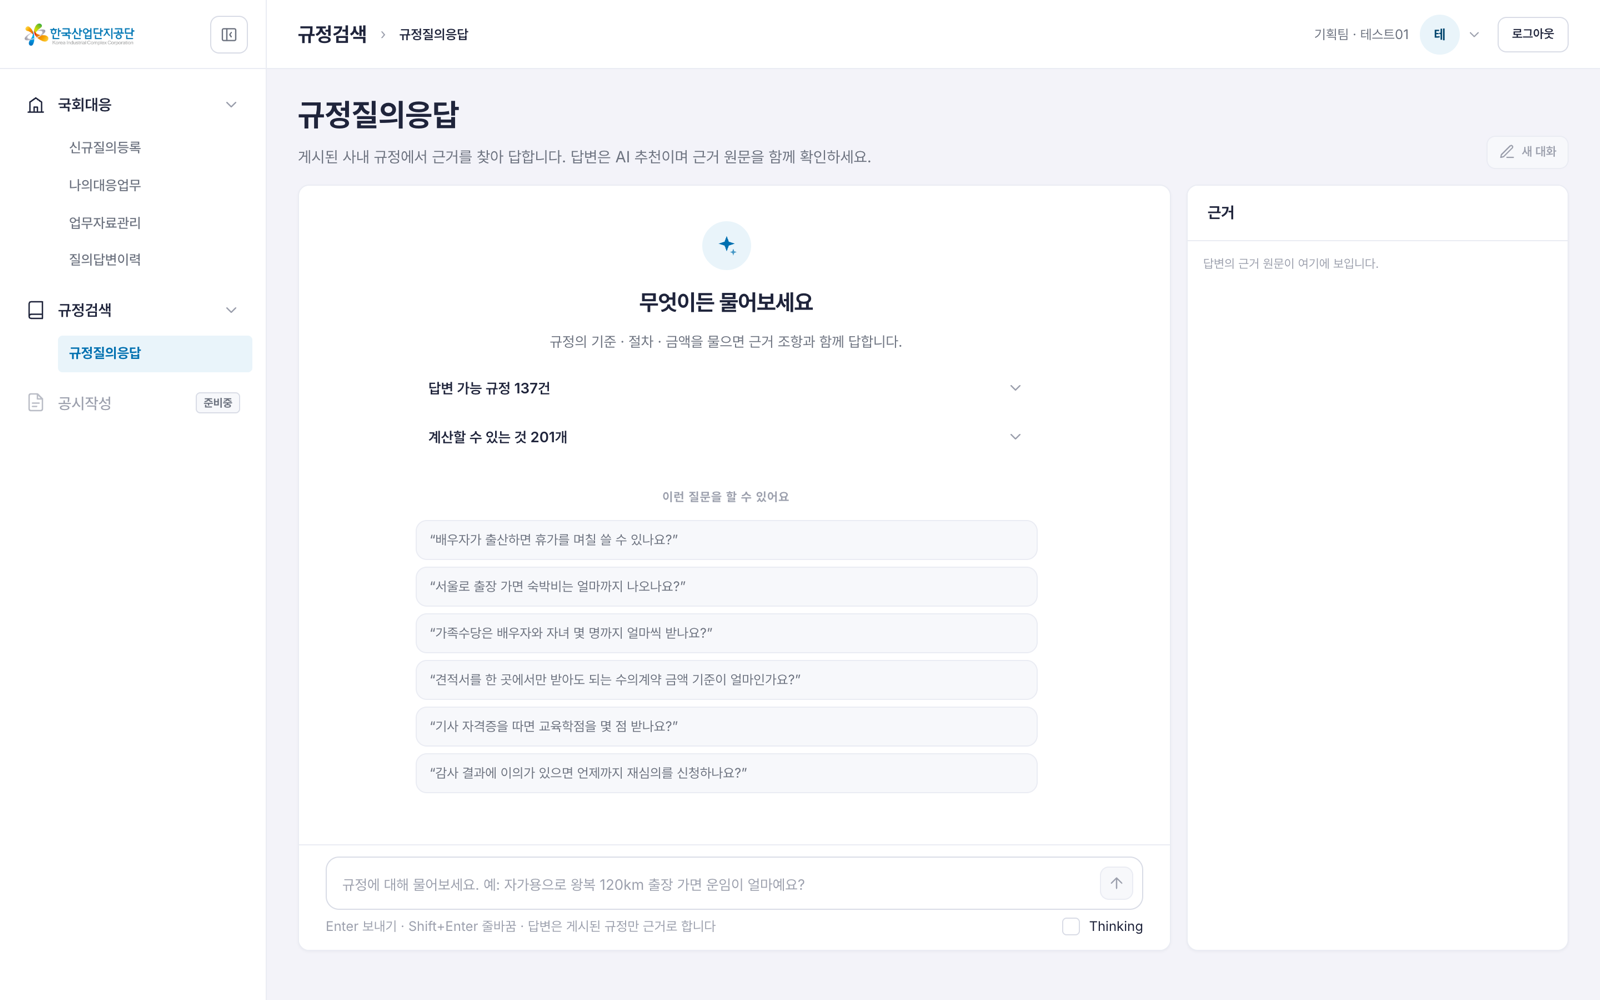 한국산업단지공단
Korea Industrial Complex Corporation
규정검색
규정질의응답
기획팀 · 테스트01
테
로그아웃
국회대응
신규질의등록
나의대응업무
업무자료관리
질의답변이력
규정검색
규정질의응답
공시작성
준비중
규정질의응답
게시된 사내 규정에서 근거를 찾아 답합니다. 답변은 AI 추천이며 근거 원문을 함께 확인하세요.
새 대화
무엇이든 물어보세요
규정의 기준 · 절차 · 금액을 물으면 근거 조항과 함께 답합니다.
답변 가능 규정 137건
계산할 수 있는 것 201개
이런 질문을 할 수 있어요
“배우자가 출산하면 휴가를 며칠 쓸 수 있나요?”
“서울로 출장 가면 숙박비는 얼마까지 나오나요?”
“가족수당은 배우자와 자녀 몇 명까지 얼마씩 받나요?”
“견적서를 한 곳에서만 받아도 되는 수의계약 금액 기준이 얼마인가요?”
“기사 자격증을 따면 교육학점을 몇 점 받나요?”
“감사 결과에 이의가 있으면 언제까지 재심의를 신청하나요?”
규정에 대해 물어보세요. 예: 자가용으로 왕복 120km 출장 가면 운임이 얼마예요?
Enter 보내기 · Shift+Enter 줄바꿈 · 답변은 게시된 규정만 근거로 합니다
Thinking
근거
답변의 근거 원문이 여기에 보입니다.